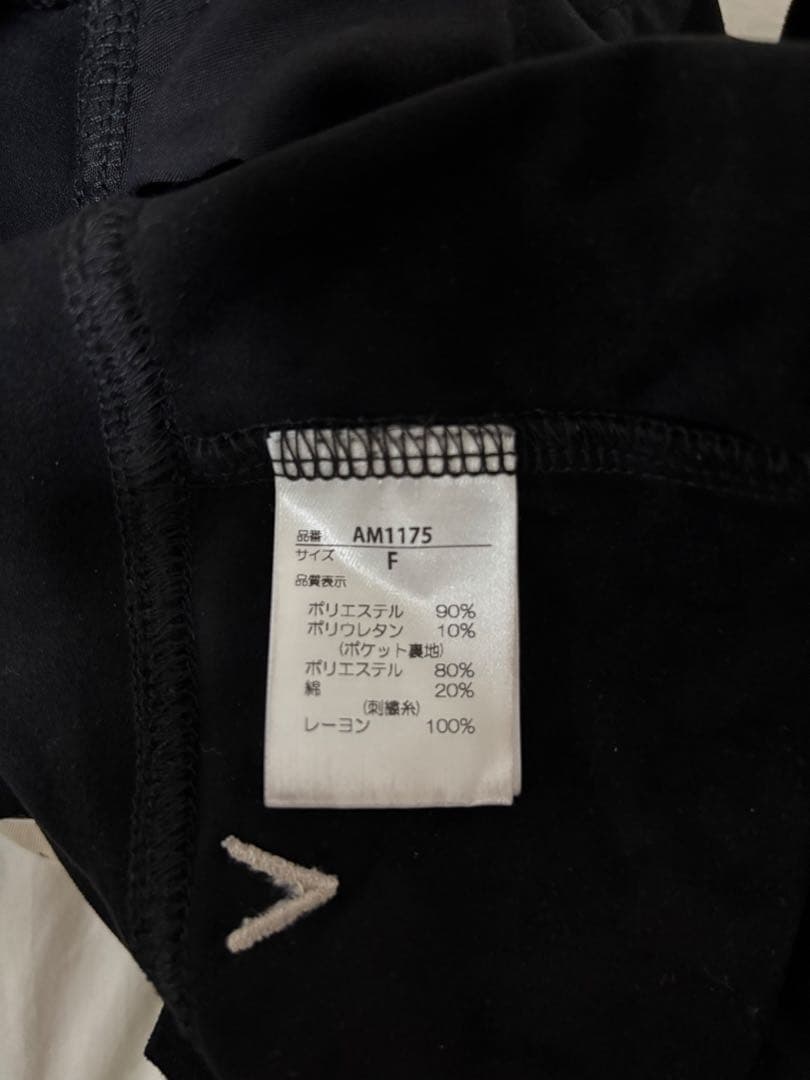 品番 AM1175
サイズ F
品質表示
ポリエステル 90%
ポリウレタン 10%
(ポケット裏地)
ポリエステル 80%
綿 20%
(刺繍糸)
レーヨン 100%